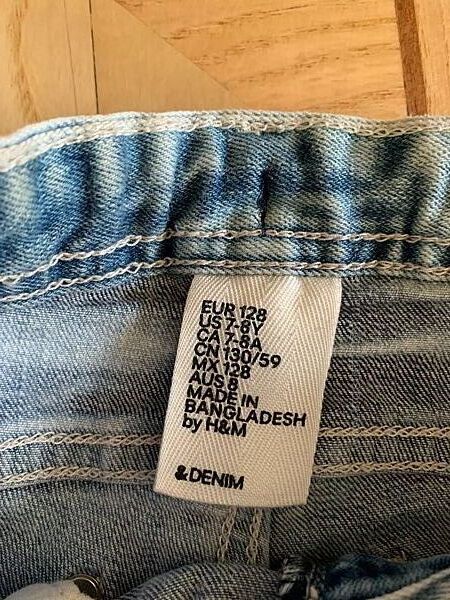 EUR 128
US 7-8Y
CA 7-8A
CN 130/59
MX 128
AUS 8
MADE IN
BANGLADESH
by H&M
&DENIM